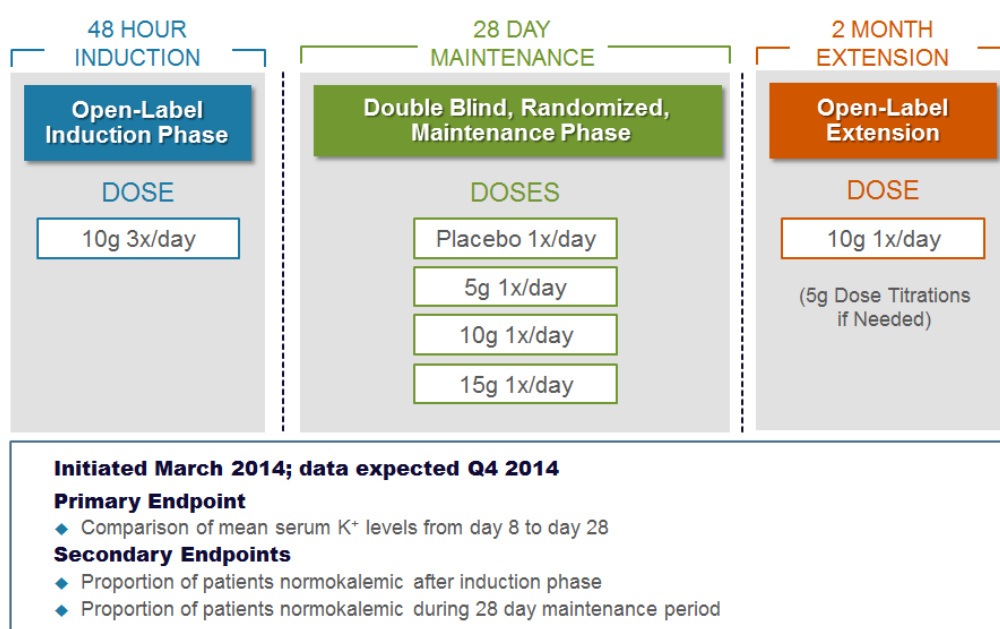 48 HOUR
INDUCTION
Open-Label
Induction Phase
DOSE
10g 3x/day
28 DAY
MAINTENANCE
Double Blind, Randomized,
Maintenance Phase
DOSES
Placebo 1x/day
5g 1x/day
10g 1x/day
15g 1x/day
2 MONTH
EXTENSION
Open-Label
Extension
DOSE
10g 1x/day
(5g Dose Titrations
if Needed)
Initiated March 2014; data expected Q4 2014
Primary Endpoint
◆ Comparison of mean serum K⁺ levels from day 8 to day 28
Secondary Endpoints
◆ Proportion of patients normokalemic after induction phase
◆ Proportion of patients normokalemic during 28 day maintenance period